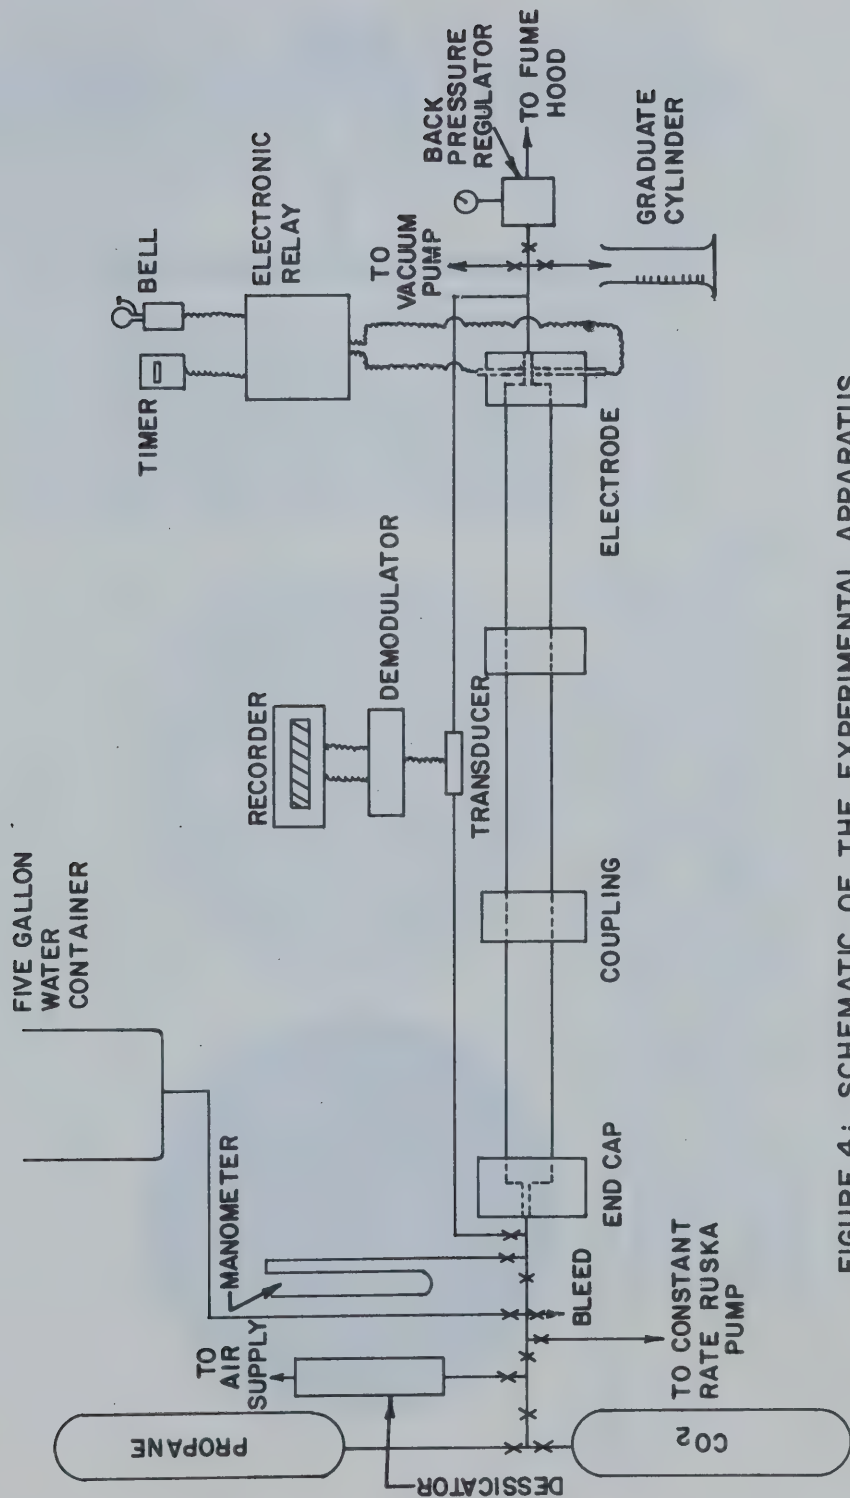 FIVE GALLON
WATER
CONTAINER
TIMER
BELL
ELECTRONIC
RELAY
RECORDER
DEMODULATOR
TRANSDUCER
TO
VACUUM
PUMP
BACK
PRESSURE
REGULATOR
TO FUME
HOOD
GRADUATE
CYLINDER
ELECTRODE
COUPLING
END CAP
MANOMETER
TO
AIR
SUPPLY
BLEED
TO CONSTANT
RATE RUSKA
PUMP
PROPANE
CO2
DESSICATOR
FIGURE 4: SCHEMATIC OF THE EXPERIMENTAL APPARATUS